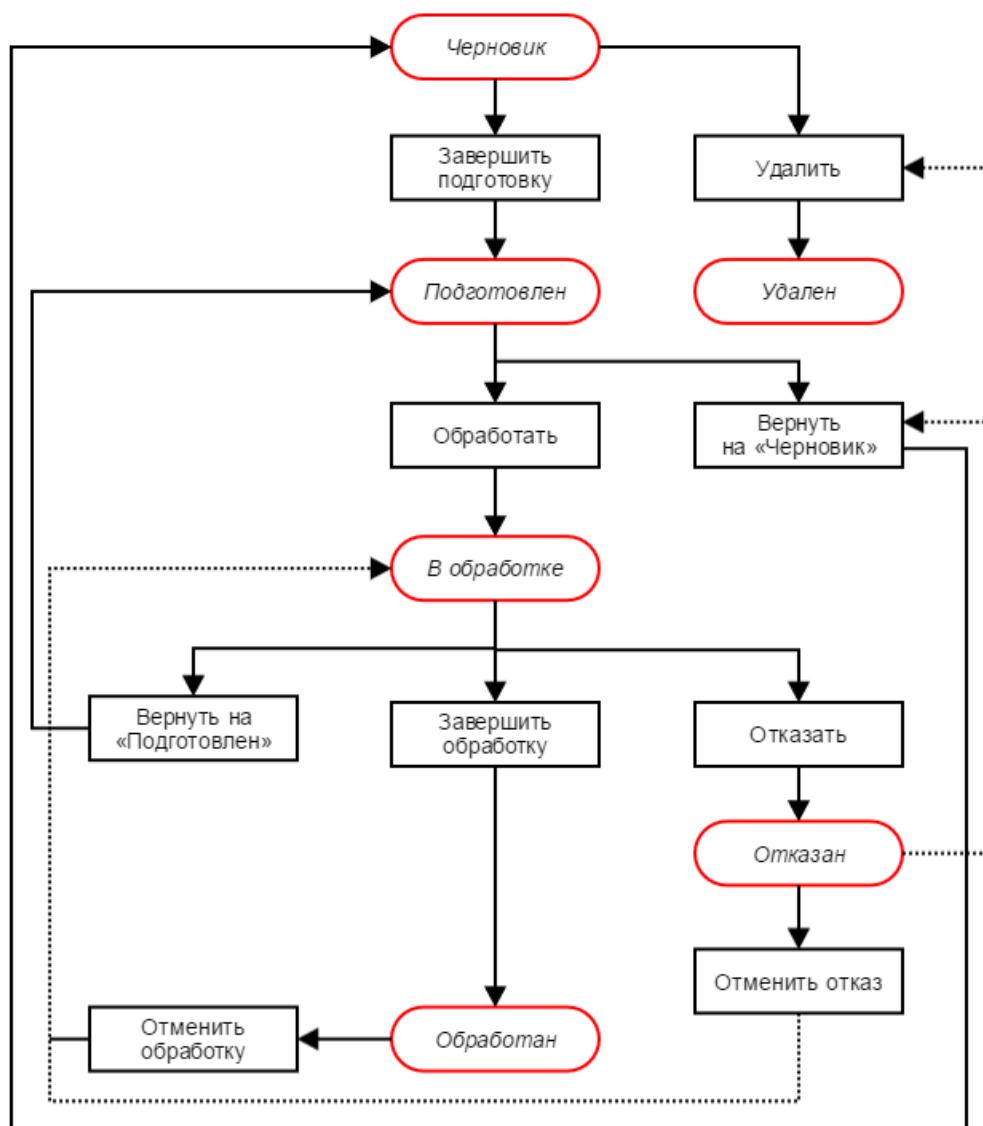 Черновик
Завершить
подготовку
Удалить
Подготовлен
Удален
Обработать
Вернуть
на «Черновик»
В обработке
Вернуть на
«Подготовлен»
Завершить
обработку
Отказать
Отказан
Отменить отказ
Отменить
обработку
Обработан